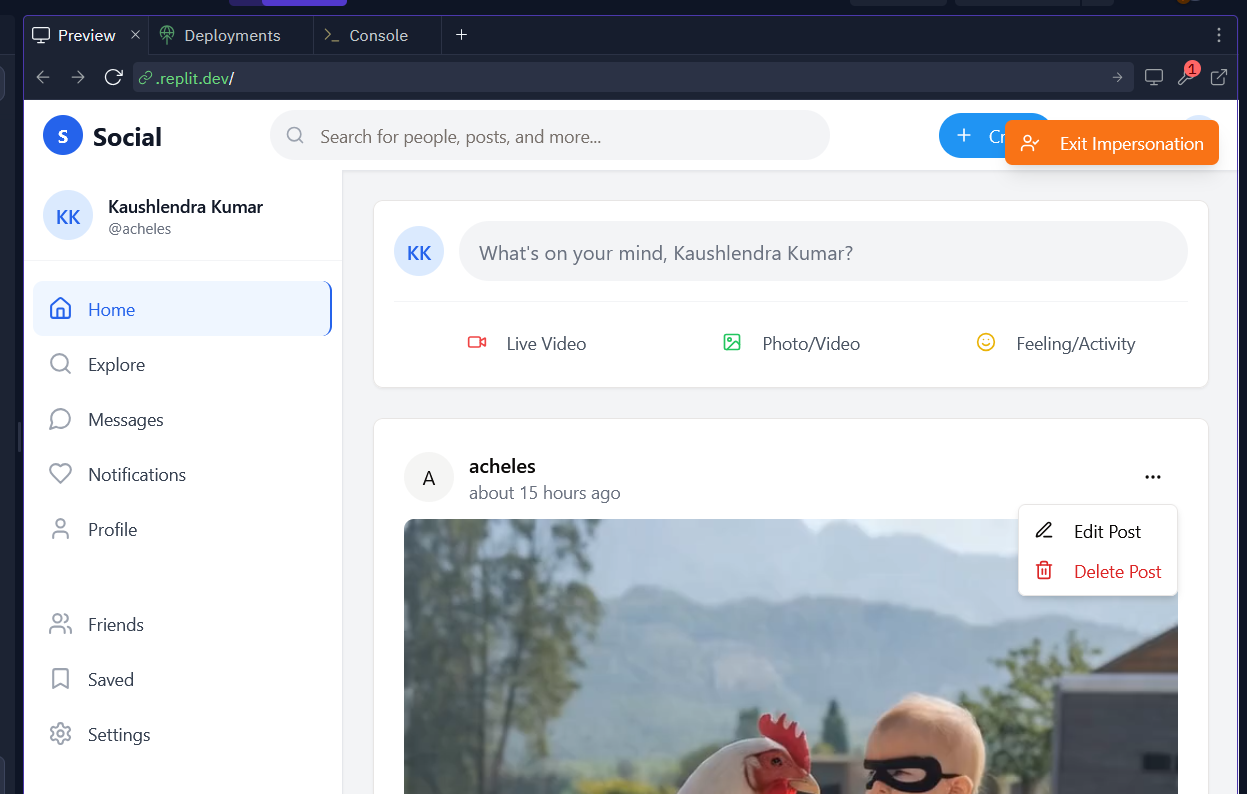 Preview
Deployments
Console
.replit.dev/
1
S
Social
Search for people, posts, and more...
Exit Impersonation
KK
Kaushlendra Kumar
@acheles
KK
What's on your mind, Kaushlendra Kumar?
Home
Live Video
Photo/Video
Feeling/Activity
Explore
Messages
Notifications
Profile
A
acheles
about 15 hours ago
Edit Post
Delete Post
Friends
Saved
Settings